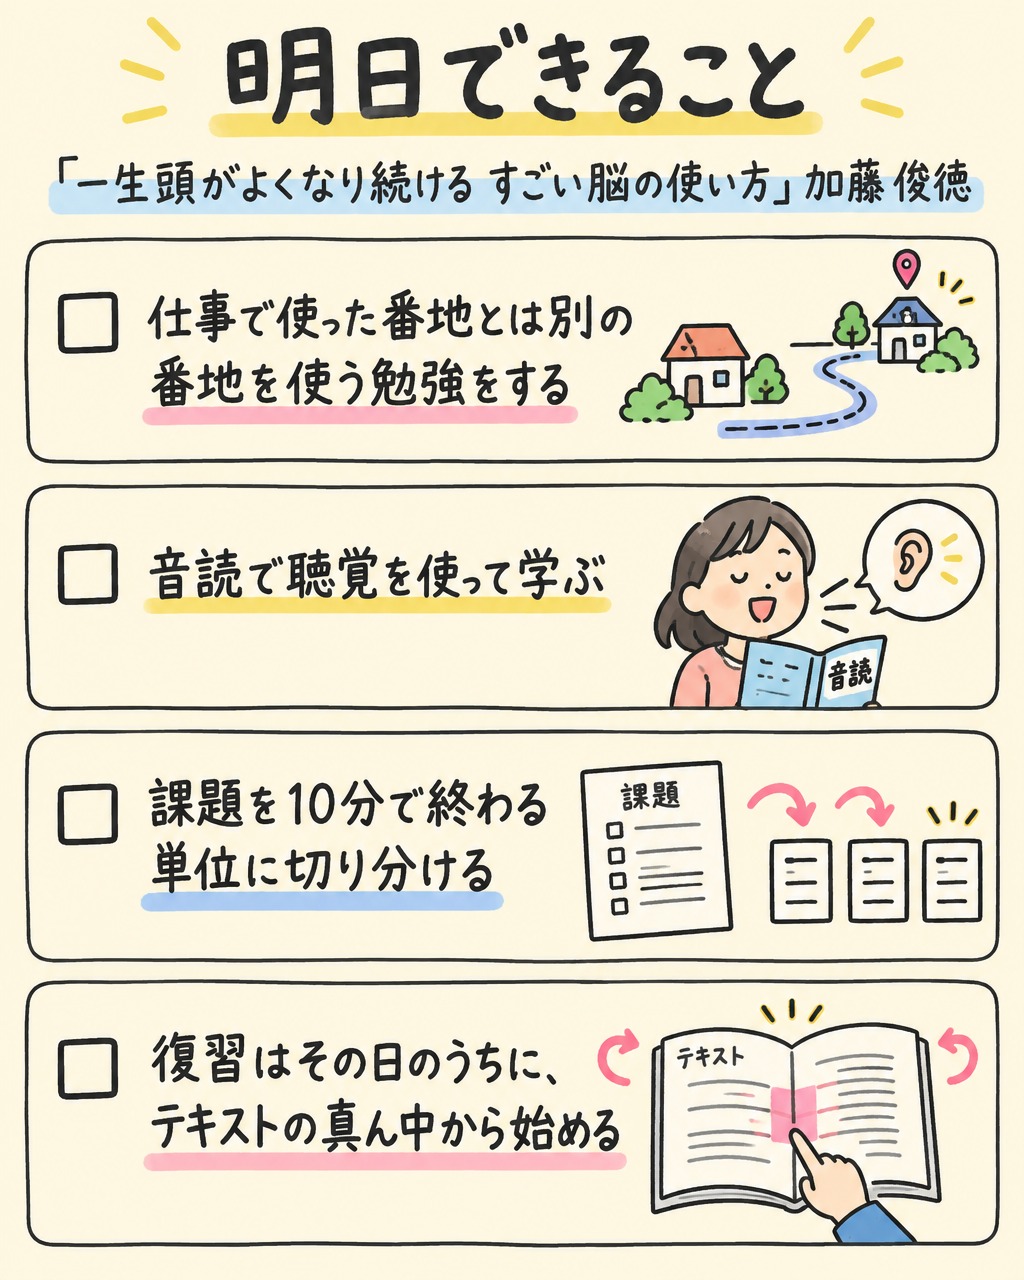 明日できること
「一生頭がよくなり続ける すごい脳の使い方」加藤俊徳
仕事で使った番地とは別の
番地を使う勉強をする
音読で聴覚を使って学ぶ
音読
課題を10分で終わる
単位に切り分ける
課題
復習はその日のうちに、
テキストの真ん中から始める
テキスト